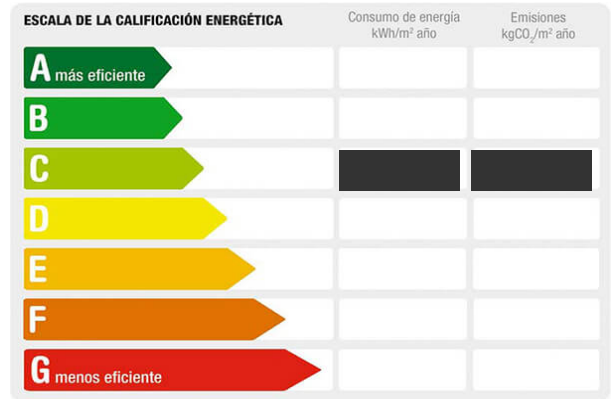 ESCALA DE LA CALIFICACIÓN ENERGÉTICA
Consumo de energía
kWh/m² año
Emisiones
kgCO₂/m² año
A más eficiente
B
C
D
E
F
G menos eficiente